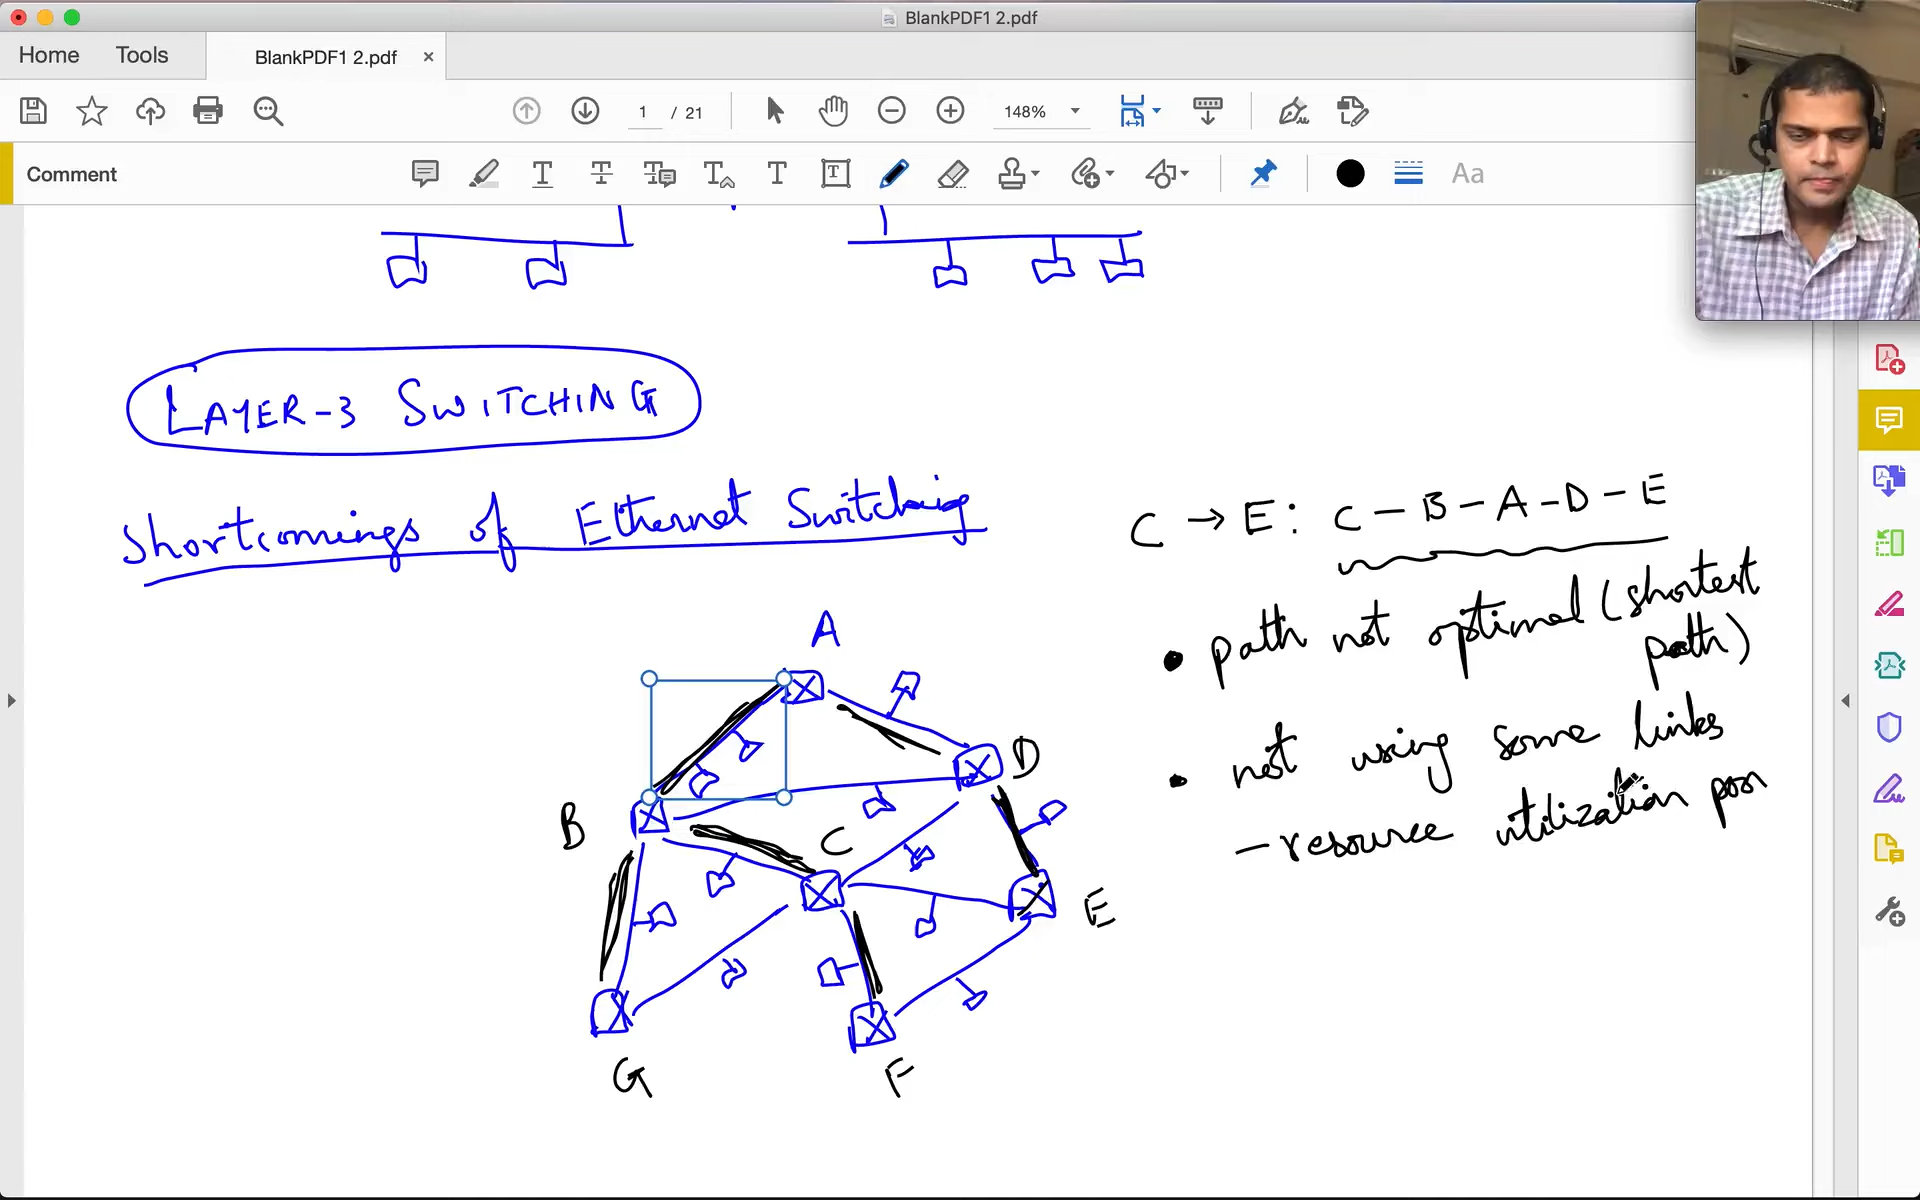 BlankPDF1 2.pdf
Home Tools BlankPDF1 2.pdf ×
1 / 21 148%
Comment Aa
LAYER-3 SWITCHING
Shortcomings of Ethernet Switching
C → E: C - B - A - D - E
• path not optimal (shortest
path)
• not using some links
- resource utilization poor
A
D
B
C
E
G
F